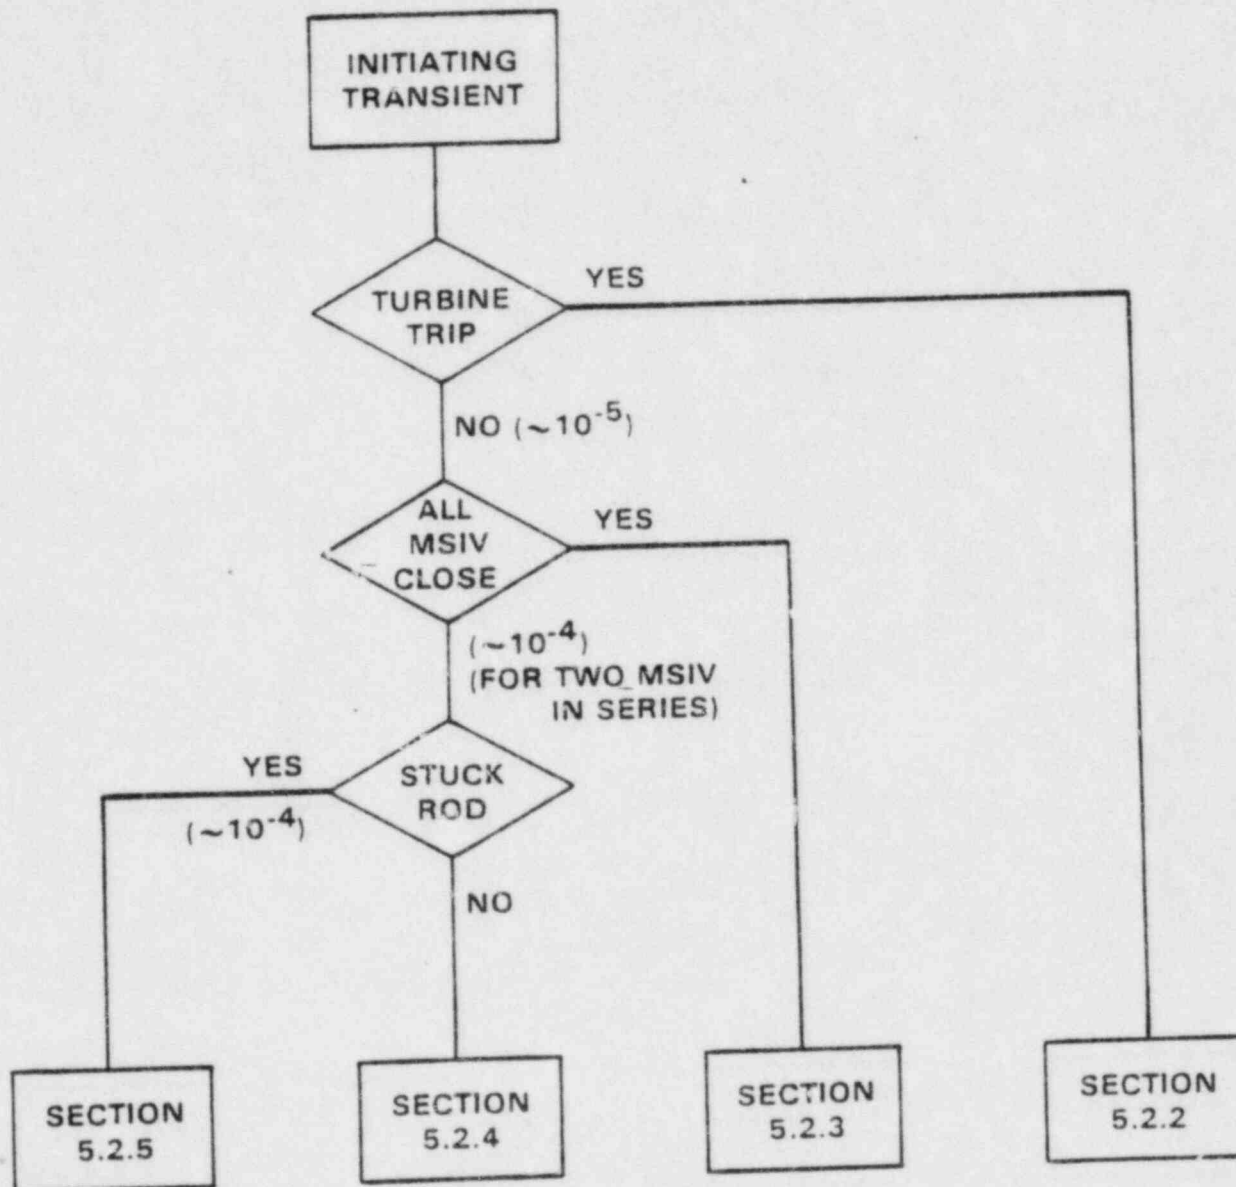 INITIATING
TRANSIENT
TURBINE
TRIP
YES
NO (~10⁻⁵)
ALL
MSIV
CLOSE
YES
(~10⁻⁴)
(FOR TWO MSIV
IN SERIES)
STUCK
ROD
YES
(~10⁻⁴)
NO
SECTION
5.2.5
SECTION
5.2.4
SECTION
5.2.3
SECTION
5.2.2